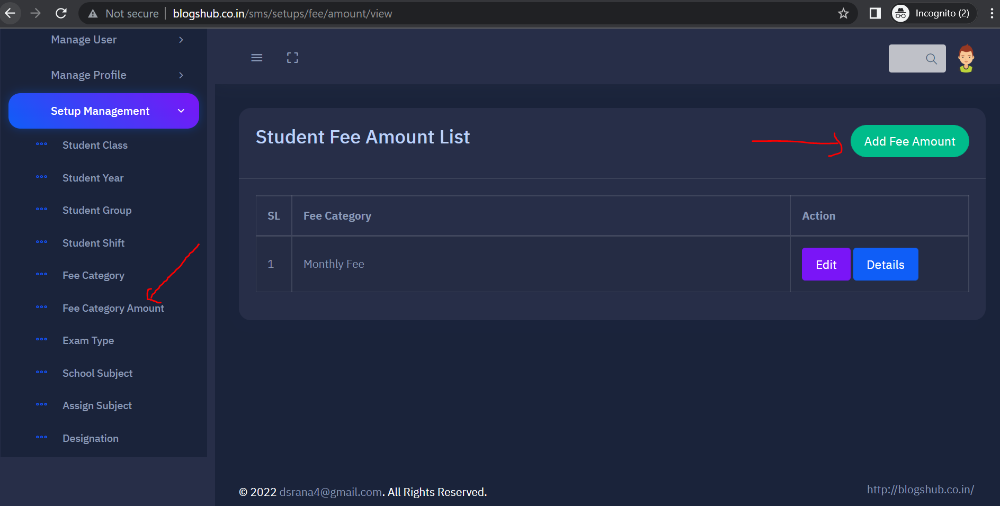 Not secure blogshub.co.in/sms/setups/fee/amount/view Incognito (2)
Manage User
Manage Profile
Setup Management
Student Class
Student Year
Student Group
Student Shift
Fee Category
Fee Category Amount
Exam Type
School Subject
Assign Subject
Designation
Student Fee Amount List
Add Fee Amount
SL Fee Category Action
1 Monthly Fee Edit Details
© 2022 dsrana4@gmail.com. All Rights Reserved.
http://blogshub.co.in/